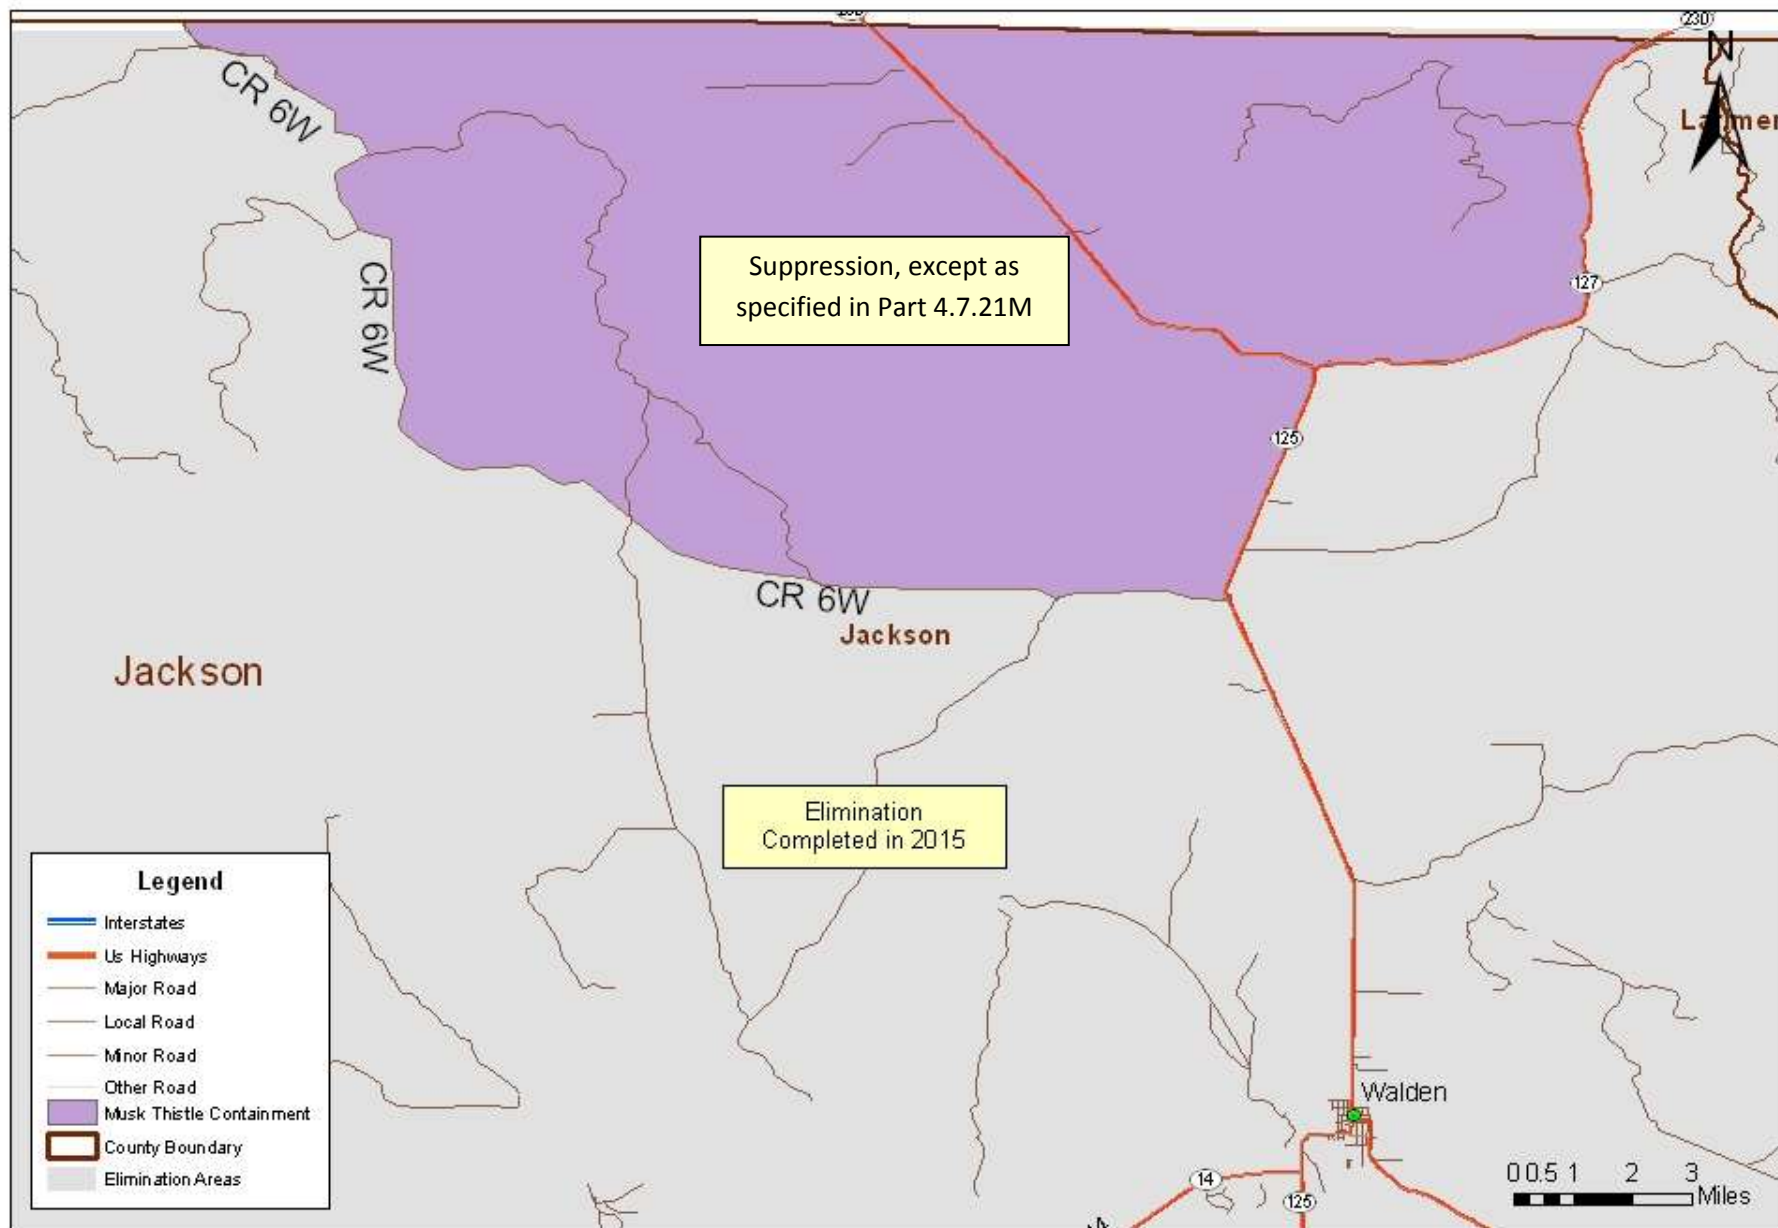 230
N
CR 6W
Larimer
CR 6W
Suppression, except as
specified in Part 4.7.21M
127
125
CR 6W
Jackson
Jackson
Elimination
Completed in 2015
Legend
Interstates
Us Highways
Major Road
Local Road
Minor Road
Other Road
Musk Thistle Containment
County Boundary
Elimination Areas
Walden
14
125
0 0.5 1 2 3
Miles